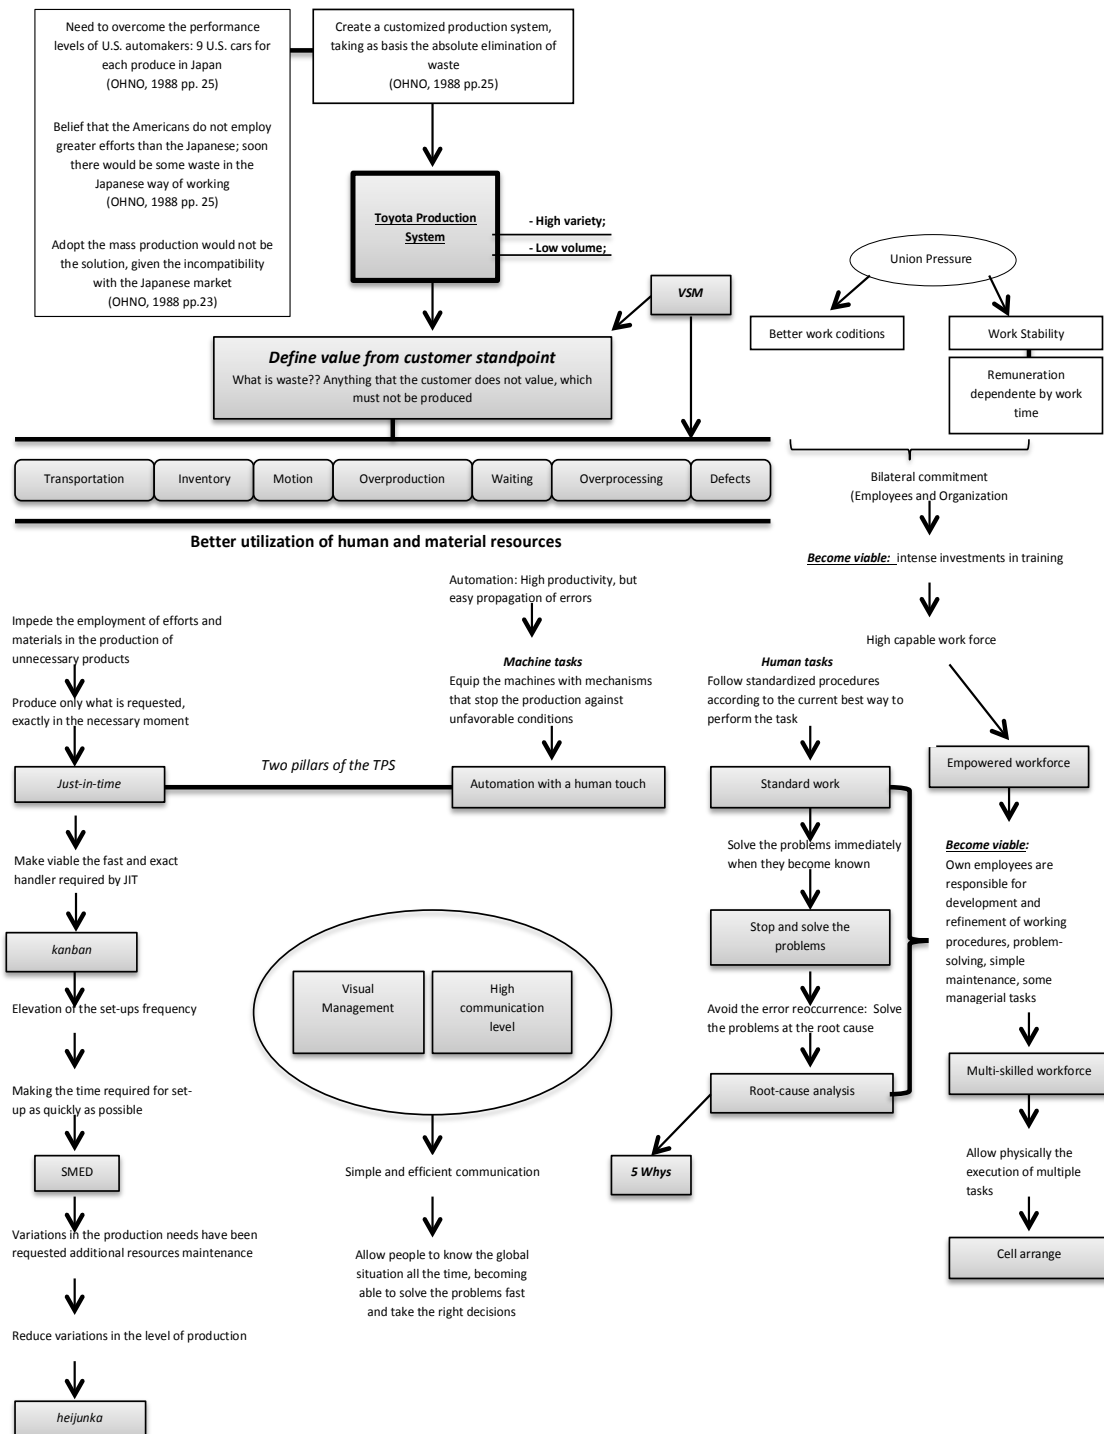 Need to overcome the performance
levels of U.S. automakers: 9 U.S. cars for
each produce in Japan
(OHNO, 1988 pp. 25)
Belief that the Americans do not employ
greater efforts than the Japanese; soon
there would be some waste in the
Japanese way of working
(OHNO, 1988 pp. 25)
Adopt the mass production would not be
the solution, given the incompatibility
with the Japanese market
(OHNO, 1988 pp.23)
Create a customized production system,
taking as basis the absolute elimination of
waste
(OHNO, 1988 pp.25)
Toyota Production
System
- High variety;
- Low volume;
VSM
Define value from customer standpoint
What is waste?? Anything that the customer does not value, which
must not be produced
Transportation
Inventory
Motion
Overproduction
Waiting
Overprocessing
Defects
Better utilization of human and material resources
Union Pressure
Better work coditions
Work Stability
Remuneration
dependente by work
time
Bilateral commitment
(Employees and Organization
Become viable: intense investments in training
High capable work force
Impede the employment of efforts and
materials in the production of
unnecessary products
Produce only what is requested,
exactly in the necessary moment
Just-in-time
Two pillars of the TPS
Automation: High productivity, but
easy propagation of errors
Machine tasks
Equip the machines with mechanisms
that stop the production against
unfavorable conditions
Automation with a human touch
Human tasks
Follow standardized procedures
according to the current best way to
perform the task
Standard work
Solve the problems immediately
when they become known
Stop and solve the
problems
Avoid the error reoccurrence: Solve
the problems at the root cause
Root-cause analysis
5 Whys
Empowered workforce
Become viable:
Own employees are
responsible for
development and
refinement of working
procedures, problem-
solving, simple
maintenance, some
managerial tasks
Multi-skilled workforce
Allow physically the
execution of multiple
tasks
Cell arrange
Make viable the fast and exact
handler required by JIT
kanban
Elevation of the set-ups frequency
Making the time required for set-
up as quickly as possible
SMED
Variations in the production needs have been
requested additional resources maintenance
Reduce variations in the level of production
heijunka
Visual
Management
High
communication
level
Simple and efficient communication
Allow people to know the global
situation all the time, becoming
able to solve the problems fast
and take the right decisions